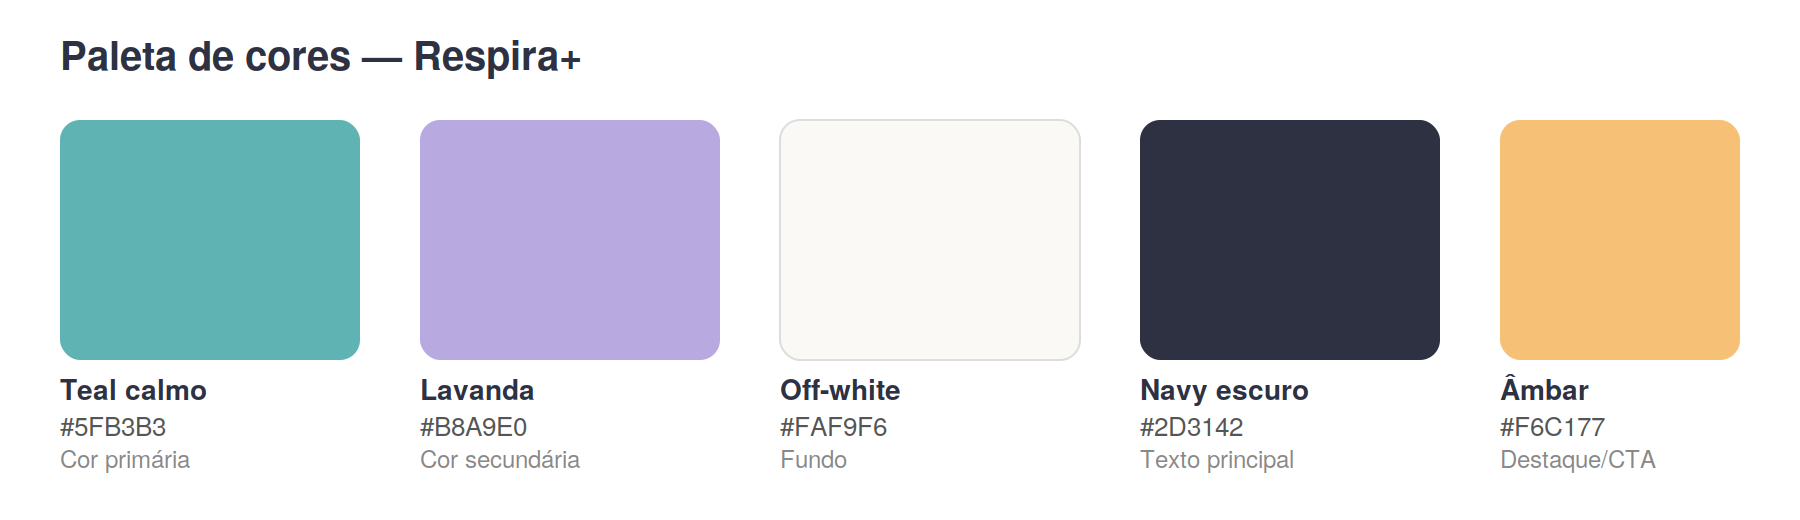 Paleta de cores — Respira+
Teal calmo
#5FB3B3
Cor primária
Lavanda
#B8A9E0
Cor secundária
Off-white
#FAF9F6
Fundo
Navy escuro
#2D3142
Texto principal
Âmbar
#F6C177
Destaque/CTA